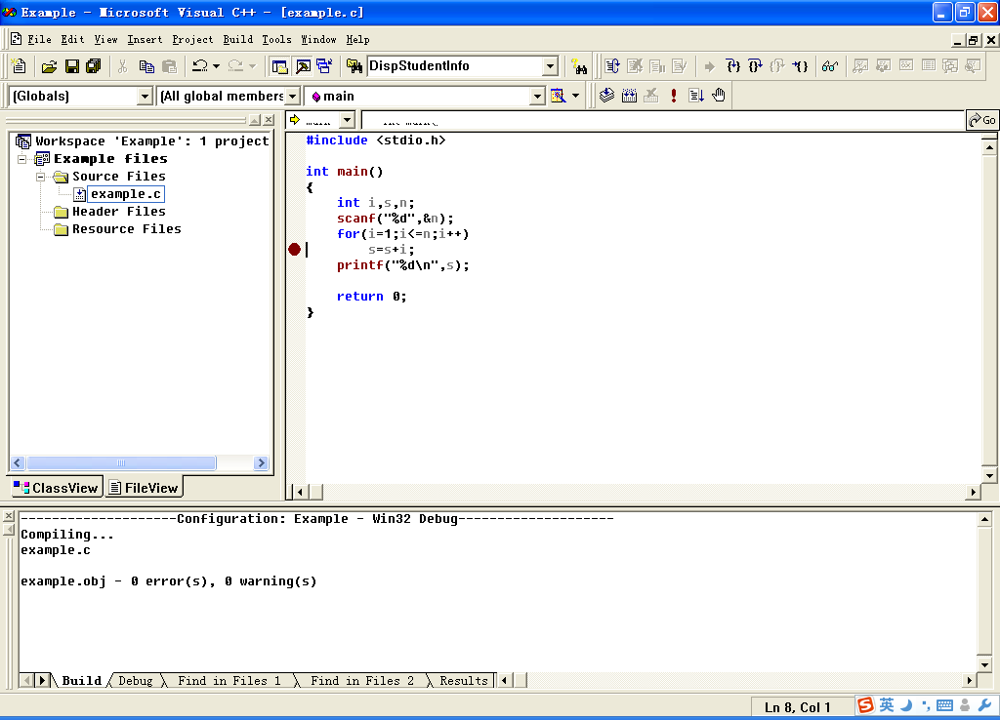 Example - Microsoft Visual C++ - [example.c]
File Edit View Insert Project Build Tools Window Help
DispStudentInfo
(Globals) [All global members main
Go
Workspace 'Example': 1 project
Example files
Source Files
example.c
Header Files
Resource Files
#include <stdio.h>
int main()
{
int i,s,n;
scanf("%d",&n);
for(i=1;i<=n;i++)
s=s+i;
printf("%d\n",s);
return 0;
}
ClassView FileView
--------------------Configuration: Example - Win32 Debug--------------------
Compiling...
example.c
example.obj - 0 error(s), 0 warning(s)
Build Debug Find in Files 1 Find in Files 2 Results
Ln 8, Col 1
英